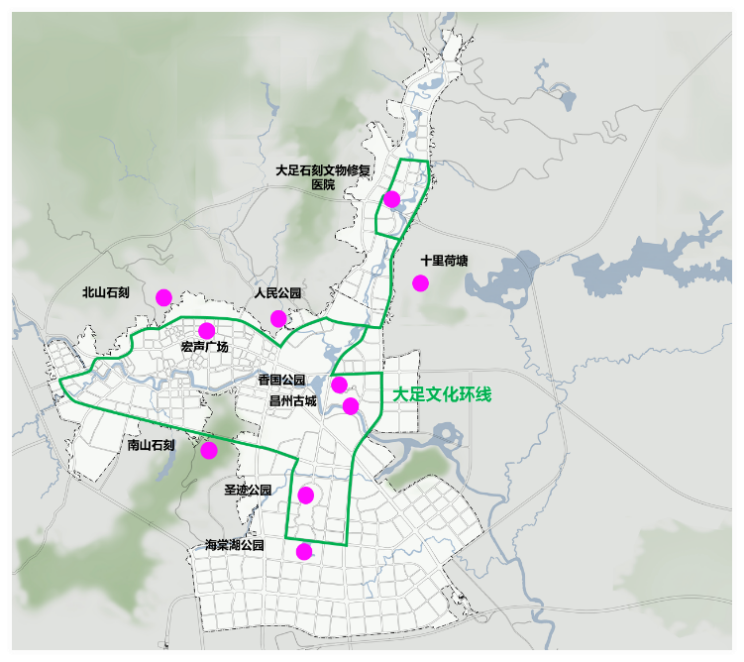 大足石刻文物修复
医院
十里荷塘
北山石刻
人民公园
宏声广场
香国公园
昌州古城
大足文化环线
南山石刻
圣迹公园
海棠湖公园